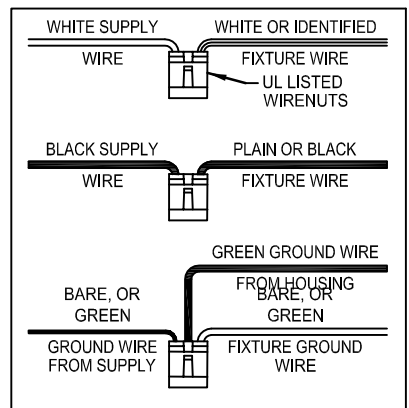 WHITE SUPPLY
WIRE
WHITE OR IDENTIFIED
FIXTURE WIRE
UL LISTED
WIRENUTS
BLACK SUPPLY
WIRE
PLAIN OR BLACK
FIXTURE WIRE
GREEN GROUND WIRE
FROM HOUSING
BARE, OR
GREEN
GROUND WIRE
FROM SUPPLY
BARE, OR
GREEN
FIXTURE GROUND
WIRE